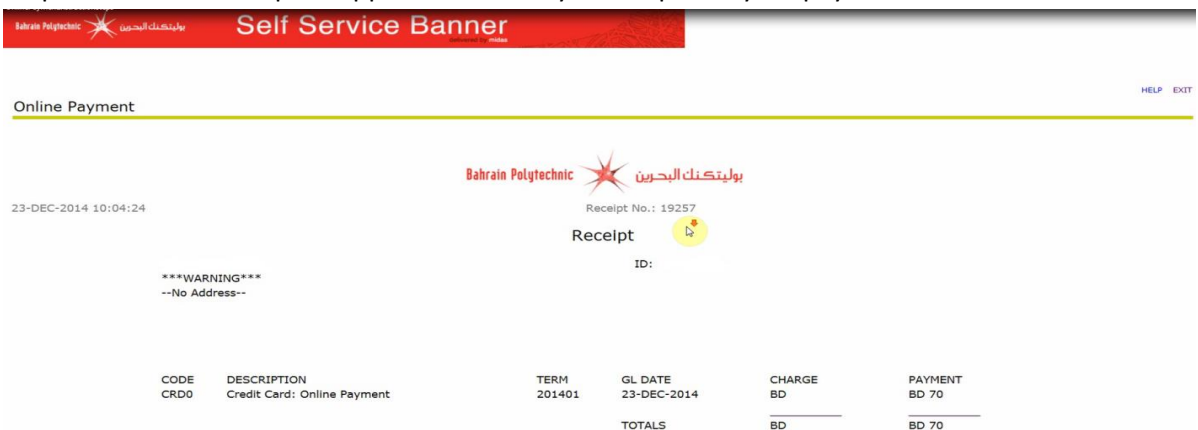 Bahrain Polytechnic بوليتكنك البحرين Self Service Banner
delivered by midas
HELP EXIT
Online Payment
Bahrain Polytechnic بوليتكنك البحرين
23-DEC-2014 10:04:24 Receipt No.: 19257
Receipt
ID:
***WARNING***
--No Address--
CODE DESCRIPTION TERM GL DATE CHARGE PAYMENT
CRD0 Credit Card: Online Payment 201401 23-DEC-2014 BD BD 70
TOTALS BD BD 70